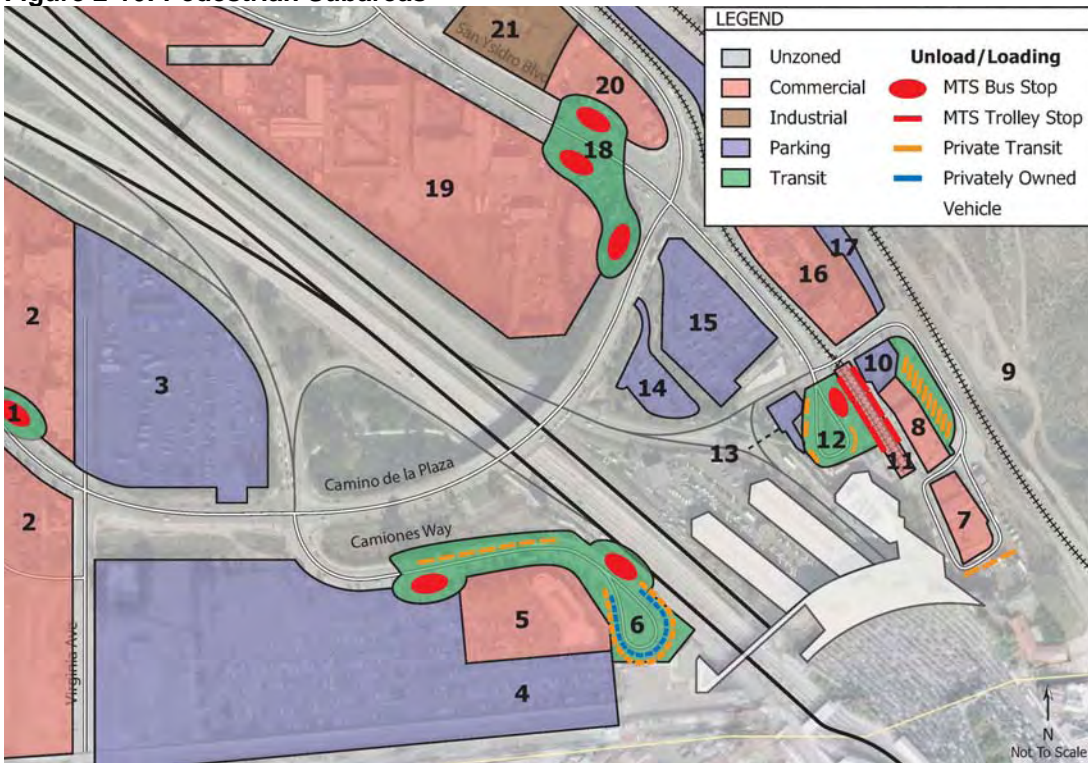 Figure 2-10: Pedestrian Subareas
LEGEND
Unzoned
Commercial
Industrial
Parking
Transit
Unload/Loading
MTS Bus Stop
MTS Trolley Stop
Private Transit
Privately Owned
Vehicle
21
San Ysidro Blvd
20
18
19
17
16
2
15
3
10
9
14
1
12
8
13
11
Camino de la Plaza
2
7
Camiones Way
5
6
4
Virginia Ave
N
Not To Scale